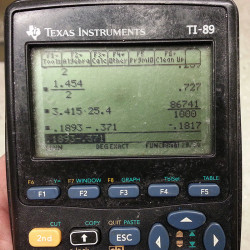 TEXAS INSTRUMENTS TI-89
F1 F2 F3 F4 F5 F6
Tools Algebra Calc Other PrgmIO Clean Up
2
1.454
2 .727
3.415·25.4 86741
1000
.1893 - .371 -.1817
MAIN DEG EXACT FUNC
F6 F7 WINDOW F8 GRAPH TABLE
F1 F2 F3 F4 F5
CUT COPY QUIT PASTE
2nd ESC